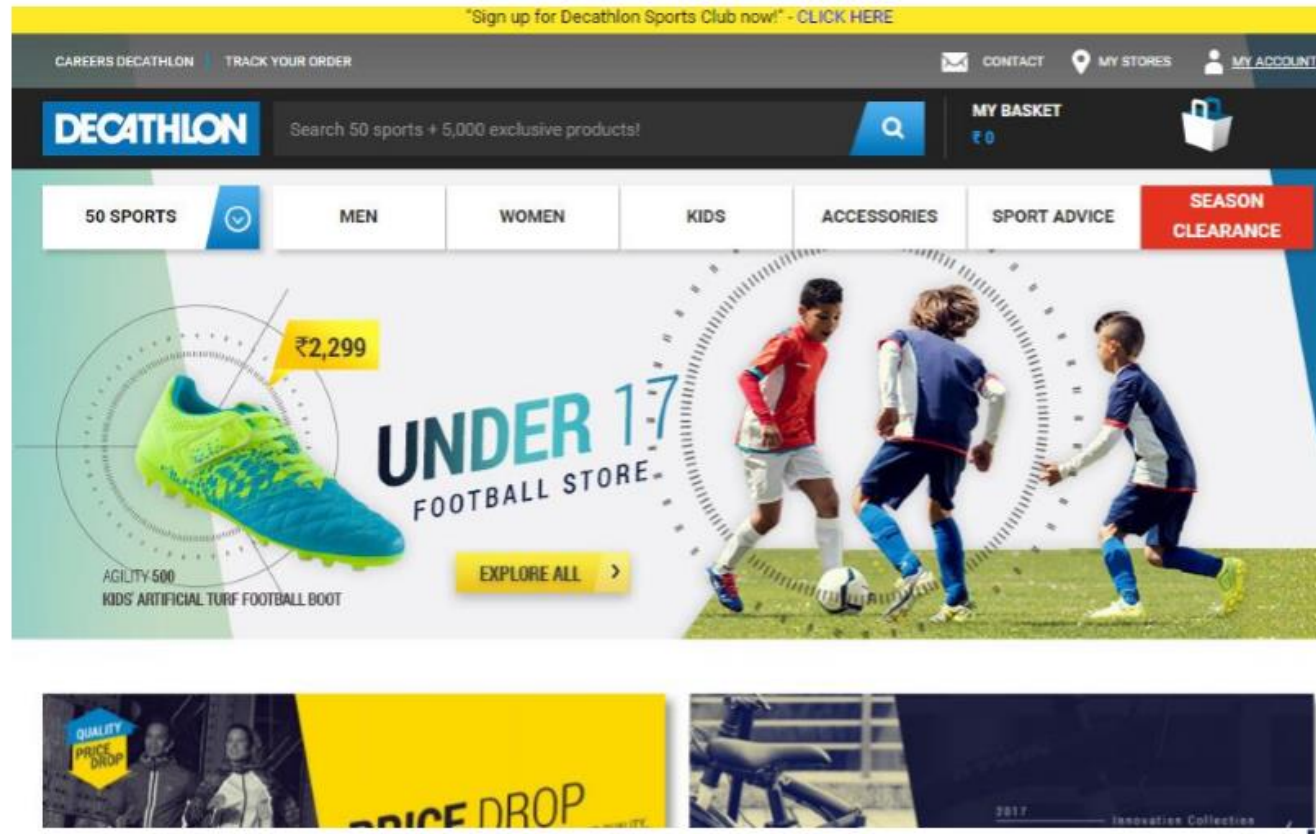 "Sign up for Decathlon Sports Club now!" - CLICK HERE
CAREERS DECATHLON | TRACK YOUR ORDER
CONTACT
MY STORES
MY ACCOUNT
DECATHLON
Search 50 sports + 5,000 exclusive products!
MY BASKET
₹ 0
50 SPORTS
MEN
WOMEN
KIDS
ACCESSORIES
SPORT ADVICE
SEASON
CLEARANCE
₹2,299
UNDER 17
FOOTBALL STORE
EXPLORE ALL >
AGILITY 500
KIDS' ARTIFICIAL TURF FOOTBALL BOOT
QUALITY
PRICE
DROP
PRICE DROP
QUALITY
2017
Innovation Collection